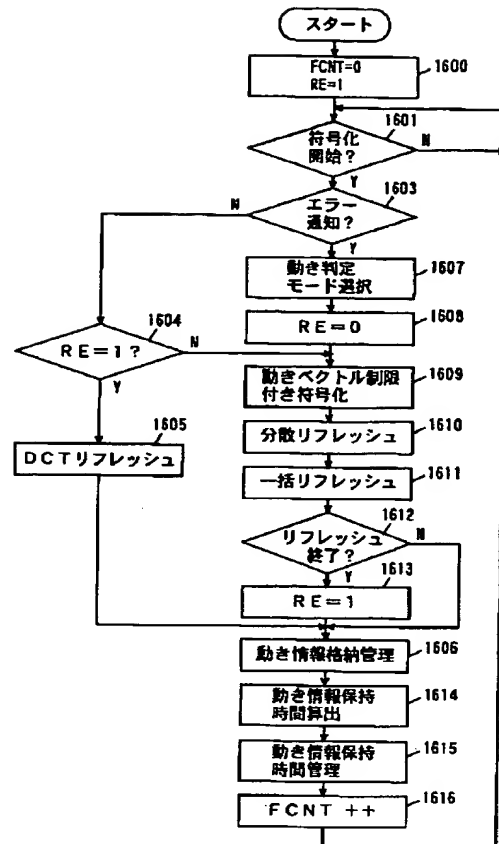 スタート
FCNT=0
RE=1
1600
1601
符号化
開始?
N
Y
1603
エラー
通知?
N
Y
動き判定
モード選択
1607
RE=0
1608
1604
RE=1?
N
Y
動きベクトル制限
付き符号化
1609
1605
DCTリフレッシュ
分散リフレッシュ
1610
一括リフレッシュ
1611
1612
リフレッシュ
終了?
N
Y
1613
RE=1
動き情報格納管理
1606
動き情報保持
時間算出
1614
動き情報保持
時間管理
1615
FCNT ++
1616